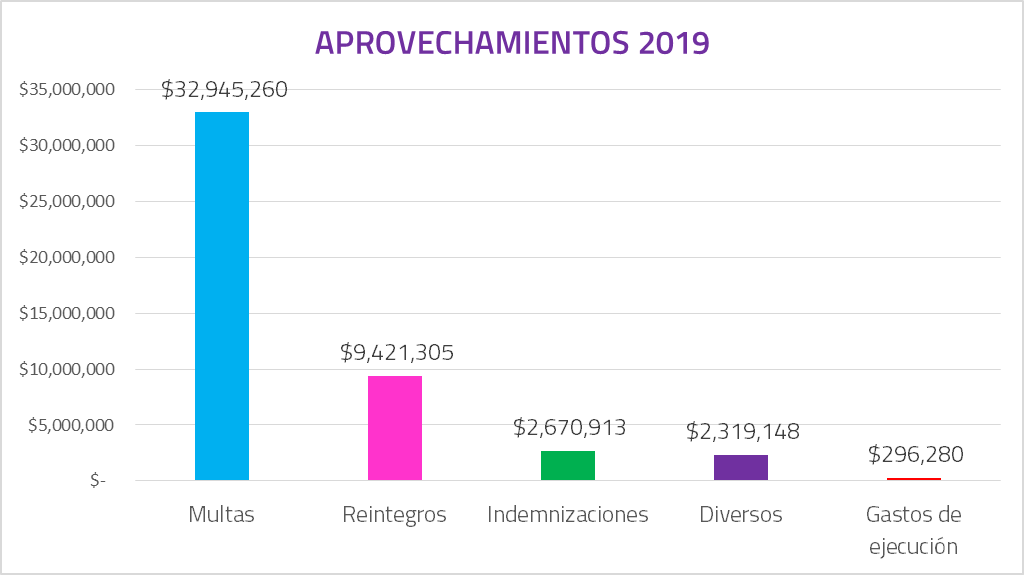 APROVECHAMIENTOS 2019
$35,000,000
$30,000,000
$25,000,000
$20,000,000
$15,000,000
$10,000,000
$5,000,000
$-
$32,945,260
$9,421,305
$2,670,913
$2,319,148
$296,280
Multas
Reintegros
Indemnizaciones
Diversos
Gastos de
ejecución